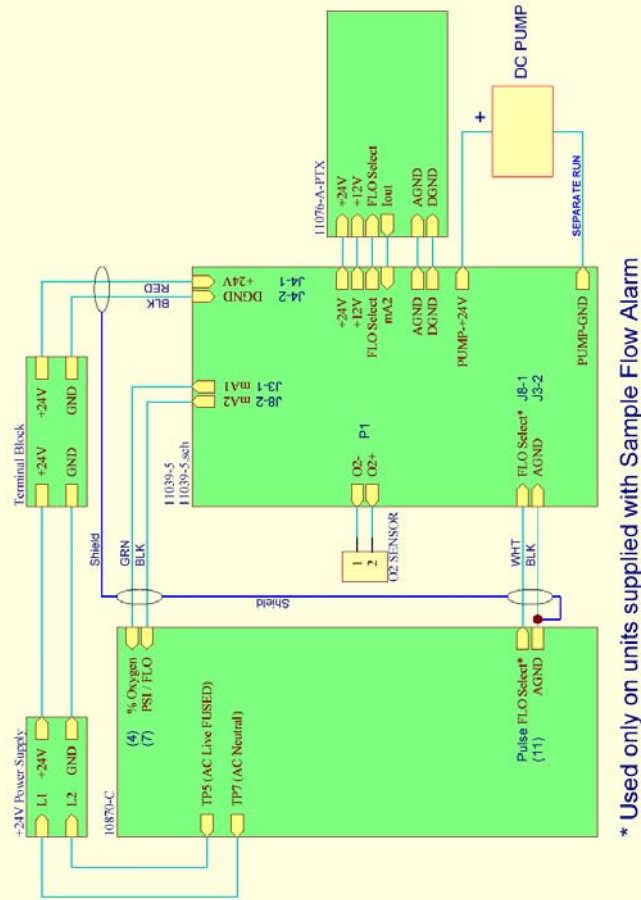 +24V Power Supply
L1 +24V
L2 GND
Terminal Block
+24V +24V
GND GND
10870-C
(4) % Oxygen
(7) PSI / FLO
TP5 (AC Live FUSED)
TP7 (AC Neutral)
Pulse FLO Select*
(11) AGND
Shield
GRN
BLK
Shield
WHT
BLK
1
2
O2 SENSOR
11039-5
11039-5.sch
J3-1 mA1
J8-2 mA2
BLK
RED
DGND J4-2
+24V J4-1
O2- P1
O2+
FLO Select* J8-1
AGND J3-2
+24V
+12V
FLO Select
mA2
AGND
DGND
PUMP-+24V
PUMP-GND
11076-A-PTX
+24V
+12V
FLO Select
Iout
AGND
DGND
+
DC PUMP
SEPARATE RUN
* Used only on units supplied with Sample Flow Alarm